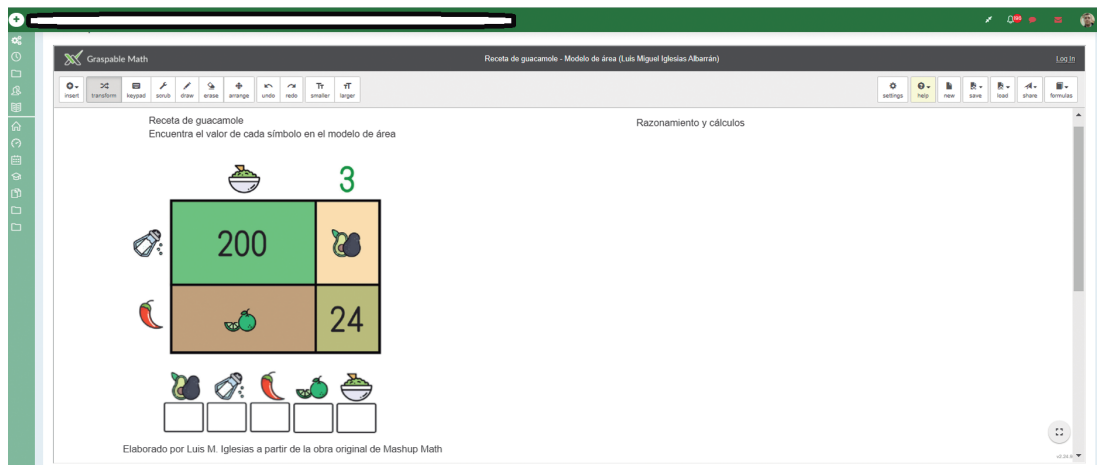 Graspable Math
Receta de guacamole - Modelo de área (Luis Miguel Iglesias Albarrán)
Log In
insert transform keypad scrub draw erase arrange undo redo smaller larger
settings help new save load share formulas
Receta de guacamole
Encuentra el valor de cada símbolo en el modelo de área
Razonamiento y cálculos
3
200
24
Elaborado por Luis M. Iglesias a partir de la obra original de Mashup Math